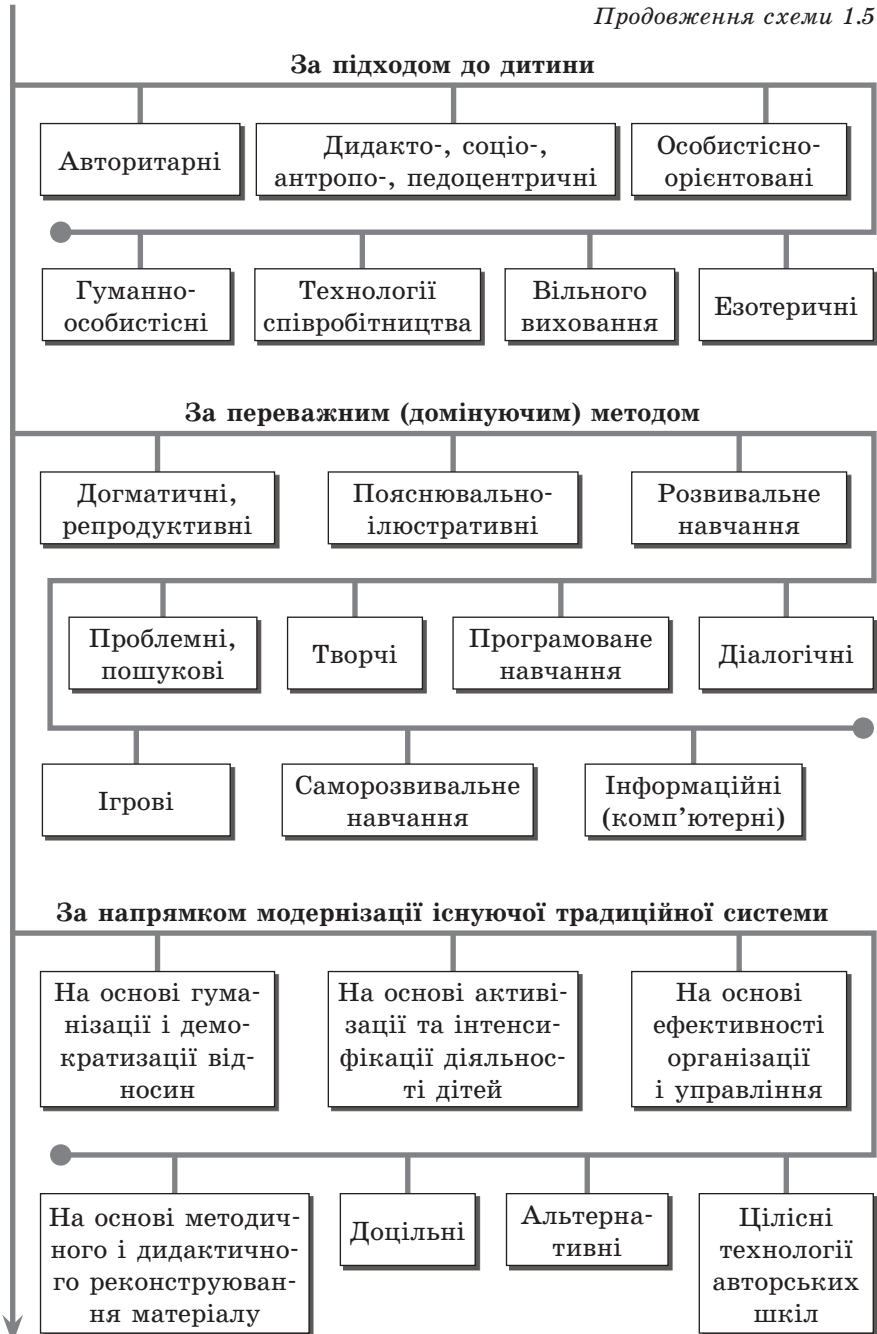 Продовження схеми 1.5
За підходом до дитини
Авторитарні
Дидакто-, соціо-,
антропо-, педоцентричні
Особистісно-
орієнтовані
Гуманно-
особистісні
Технології
співробітництва
Вільного
виховання
Езотеричні
За переважним (домінуючим) методом
Догматичні,
репродуктивні
Пояснювально-
ілюстративні
Розвивальне
навчання
Проблемні,
пошукові
Творчі
Програмоване
навчання
Діалогічні
Ігрові
Саморозвивальне
навчання
Інформаційні
(комп’ютерні)
За напрямком модернізації існуючої традиційної системи
На основі гума-
нізації і демо-
кратизації від-
носин
На основі активі-
зації та інтенси-
фікації діяльнос-
ті дітей
На основі
ефективності
організації
і управління
На основі методич-
ного і дидактично-
го реконструюван-
ня матеріалу
Доцільні
Альтерна-
тивні
Цілісні
технології
авторських
шкіл